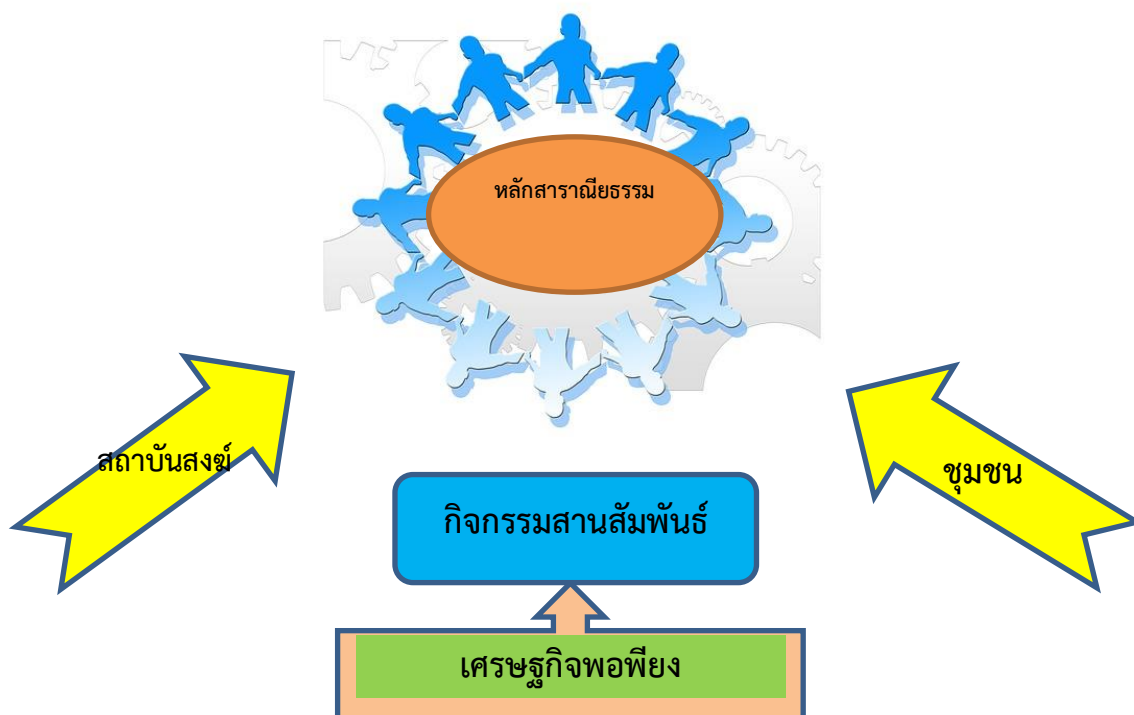 หลักสาราณียธรรม
สถาบันสงฆ์
ชุมชน
กิจกรรมสานสัมพันธ์
เศรษฐกิจพอพียง